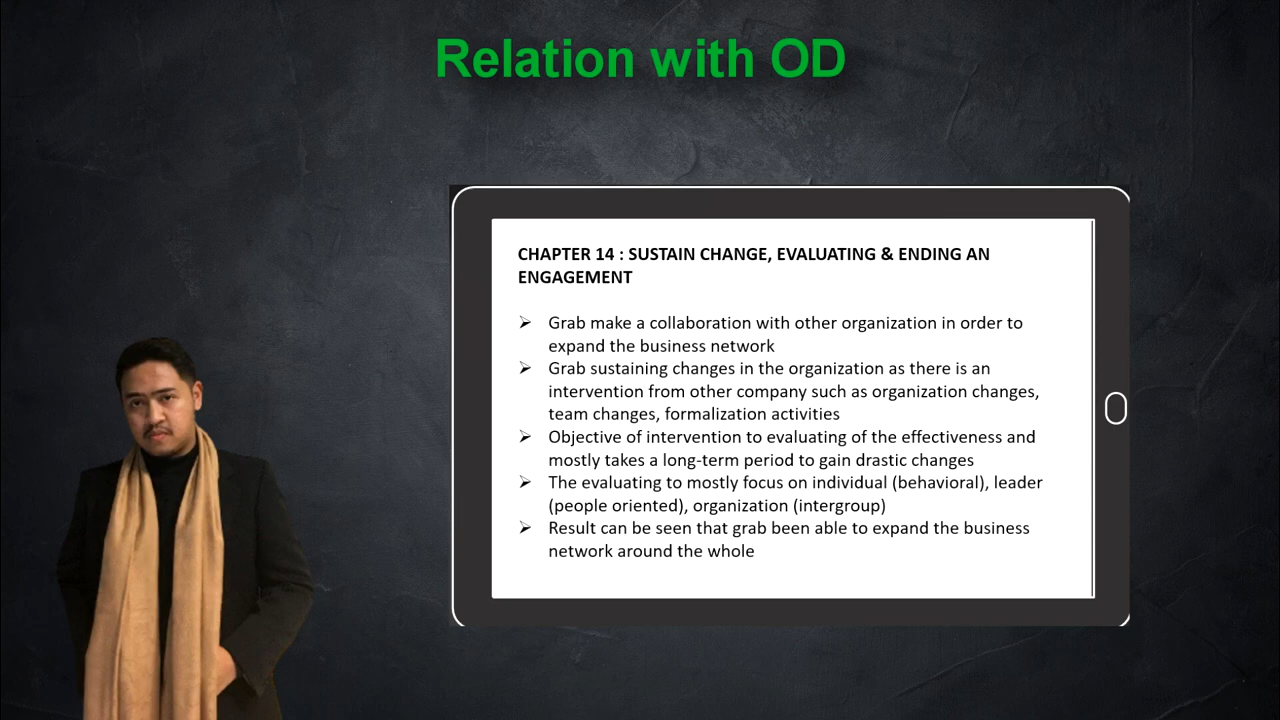 Relation with OD
CHAPTER 14 : SUSTAIN CHANGE, EVALUATING & ENDING AN
ENGAGEMENT
➢ Grab make a collaboration with other organization in order to
expand the business network
➢ Grab sustaining changes in the organization as there is an
intervention from other company such as organization changes,
team changes, formalization activities
➢ Objective of intervention to evaluating of the effectiveness and
mostly takes a long-term period to gain drastic changes
➢ The evaluating to mostly focus on individual (behavioral), leader
(people oriented), organization (intergroup)
➢ Result can be seen that grab been able to expand the business
network around the whole